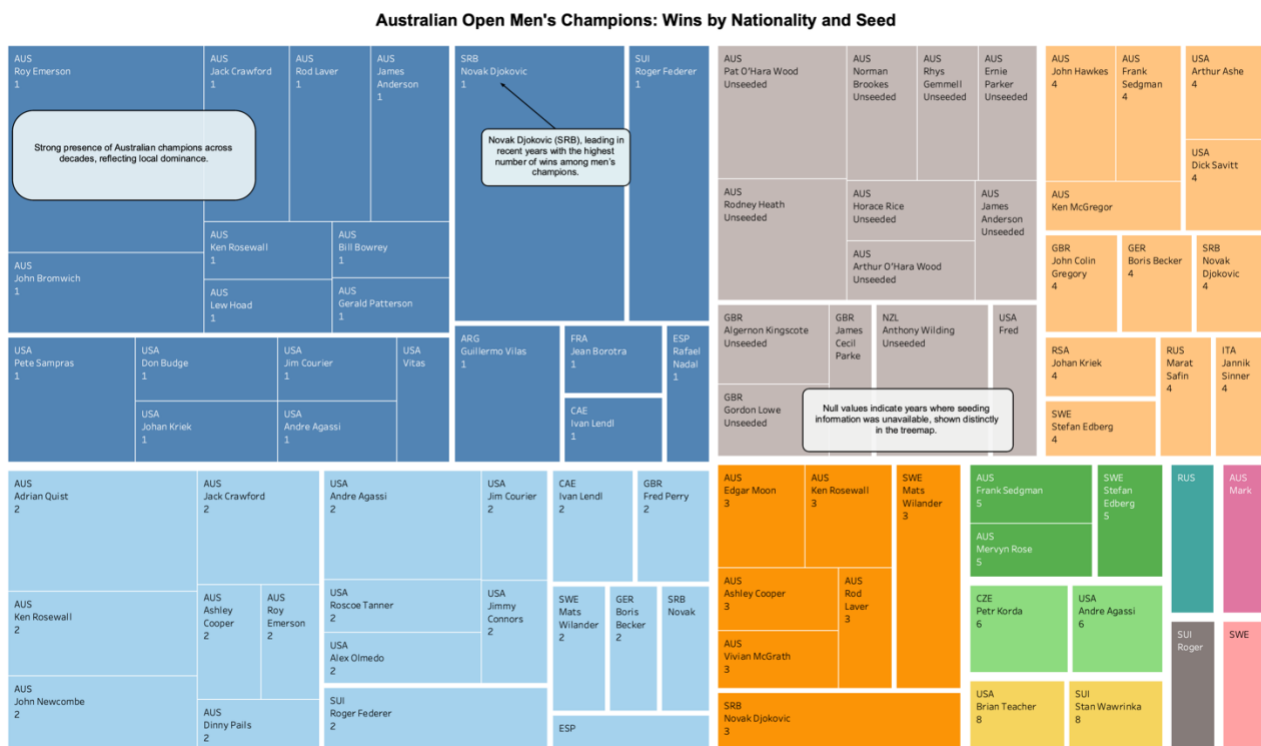 Australian Open Men's Champions: Wins by Nationality and Seed
AUS
Roy Emerson
1
AUS
Jack Crawford
1
AUS
Rod Laver
1
AUS
James
Anderson
1
Strong presence of Australian champions across
decades, reflecting local dominance.
AUS
John Bromwich
1
AUS
Ken Rosewall
1
AUS
Bill Bowrey
1
AUS
Lew Hoad
1
AUS
Gerald Patterson
1
USA
Pete Sampras
1
USA
Don Budge
1
USA
Jim Courier
1
USA
Vitas
USA
Johan Kriek
1
USA
Andre Agassi
1
SRB
Novak Djokovic
1
Novak Djokovic (SRB), leading in
recent years with the highest
number of wins among men's
champions.
SUI
Roger Federer
1
ARG
Guillermo Vilas
1
FRA
Jean Borotra
1
CAE
Ivan Lendl
1
ESP
Rafael
Nadal
1
AUS
Pat O'Hara Wood
Unseeded
AUS
Norman
Brookes
Unseeded
AUS
Rhys
Gemmell
Unseeded
AUS
Ernie
Parker
Unseeded
AUS
Rodney Heath
Unseeded
AUS
Horace Rice
Unseeded
AUS
James
Anderson
Unseeded
AUS
Arthur O'Hara Wood
Unseeded
GBR
Algernon Kingscote
Unseeded
GBR
James
Cecil
Parke
NZL
Anthony Wilding
Unseeded
USA
Fred
GBR
Gordon Lowe
Unseeded
Null values indicate years where seeding
information was unavailable, shown distinctly
in the treemap.
AUS
John Hawkes
4
AUS
Frank
Sedgman
4
USA
Arthur Ashe
4
USA
Dick Savitt
4
AUS
Ken McGregor
GBR
John Colin
Gregory
4
GER
Boris Becker
4
SRB
Novak
Djokovic
4
RSA
Johan Kriek
4
RUS
Marat
Safin
4
ITA
Jannik
Sinner
4
SWE
Stefan Edberg
4
AUS
Adrian Quist
2
AUS
Jack Crawford
2
AUS
Ken Rosewall
2
AUS
Ashley
Cooper
2
AUS
Roy
Emerson
2
AUS
John Newcombe
2
AUS
Dinny Pails
2
USA
Andre Agassi
2
USA
Jim Courier
2
USA
Roscoe Tanner
2
USA
Jimmy
Connors
2
USA
Alex Olmedo
2
SUI
Roger Federer
2
CAE
Ivan Lendl
2
GBR
Fred Perry
2
SWE
Mats
Wilander
2
GER
Boris
Becker
2
SRB
Novak
ESP
AUS
Edgar Moon
3
AUS
Ken Rosewall
3
SWE
Mats
Wilander
3
AUS
Ashley Cooper
3
AUS
Rod
Laver
3
AUS
Vivian McGrath
3
SRB
Novak Djokovic
3
AUS
Frank Sedgman
5
SWE
Stefan
Edberg
5
AUS
Mervyn Rose
5
CZE
Petr Korda
6
USA
Andre Agassi
6
USA
Brian Teacher
8
SUI
Stan Wawrinka
8
RUS
AUS
Mark
SUI
Roger
SWE